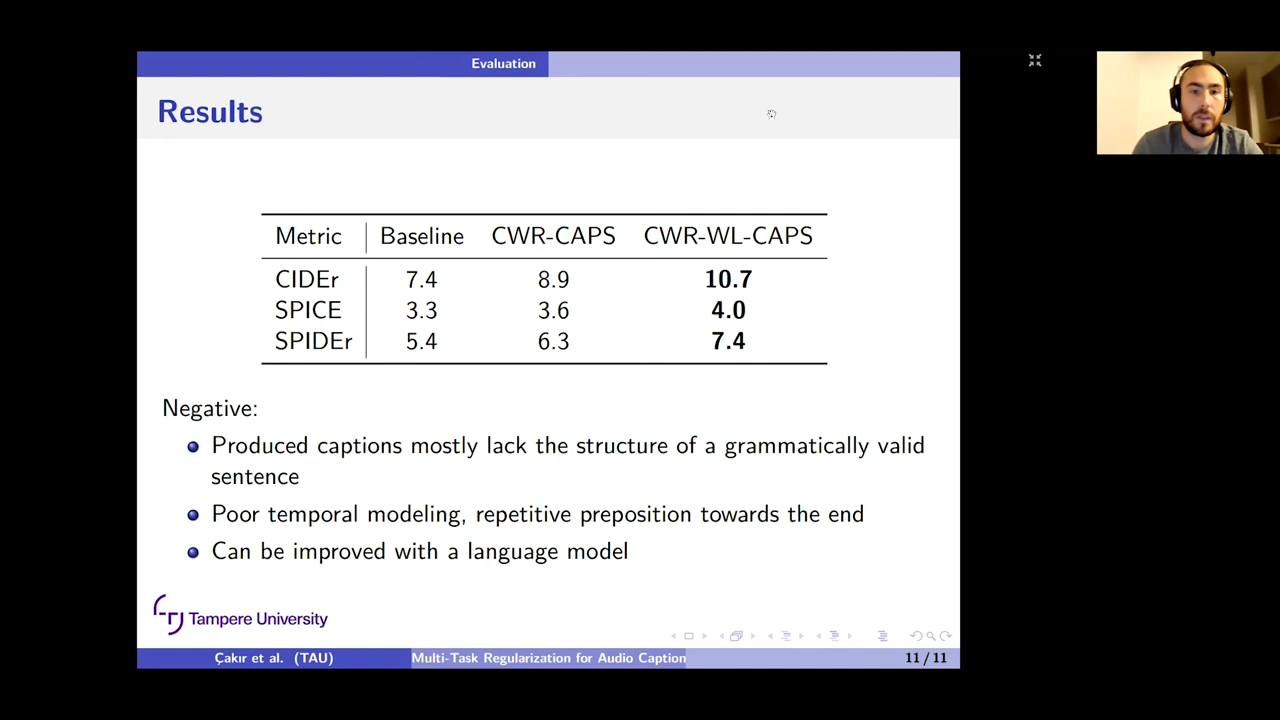 Evaluation
Results
Metric Baseline CWR-CAPS CWR-WL-CAPS
CIDEr 7.4 8.9 10.7
SPICE 3.3 3.6 4.0
SPIDEr 5.4 6.3 7.4
Negative:
Produced captions mostly lack the structure of a grammatically valid
sentence
Poor temporal modeling, repetitive preposition towards the end
Can be improved with a language model
Tampere University
Çakır et al. (TAU) Multi-Task Regularization for Audio Caption 11 / 11